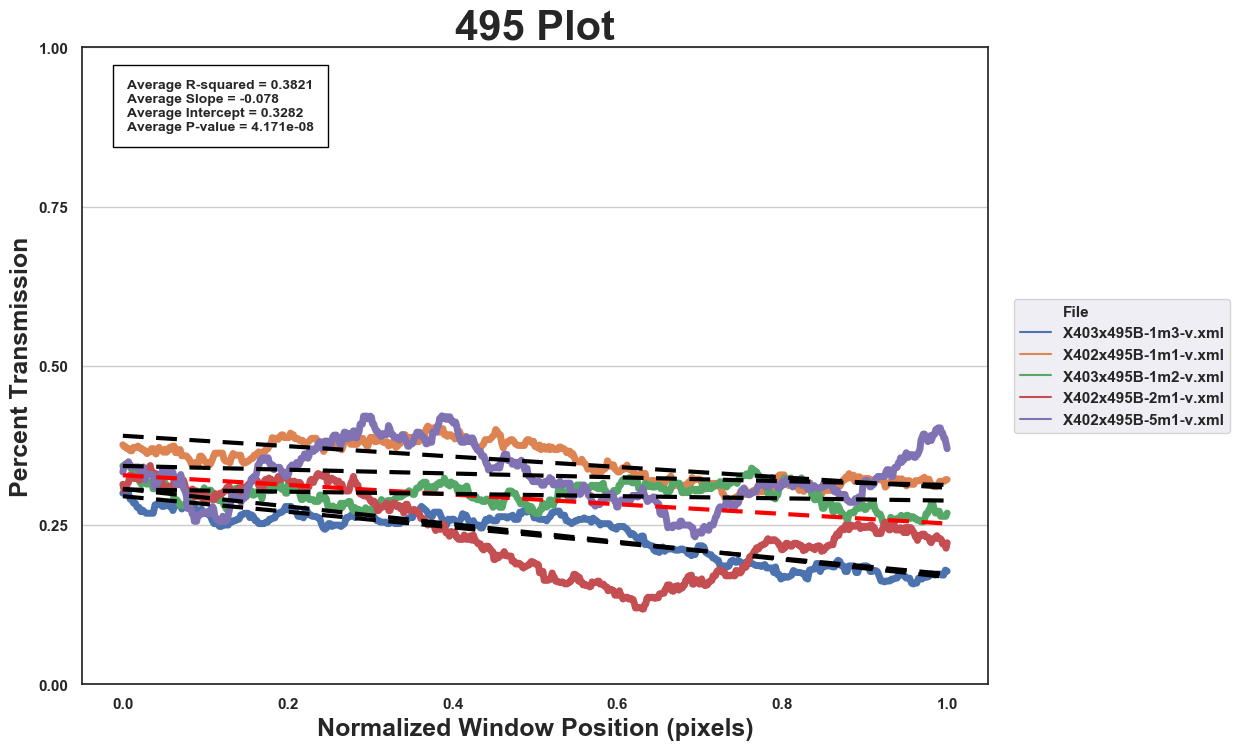 495 Plot
1.00
Average R-squared = 0.3821
Average Slope = -0.078
Average Intercept = 0.3282
Average P-value = 4.171e-08
0.75
0.50
0.25
0.00
Percent Transmission
0.0 0.2 0.4 0.6 0.8 1.0
Normalized Window Position (pixels)
File
X403x495B-1m3-v.xml
X402x495B-1m1-v.xml
X403x495B-1m2-v.xml
X402x495B-2m1-v.xml
X402x495B-5m1-v.xml